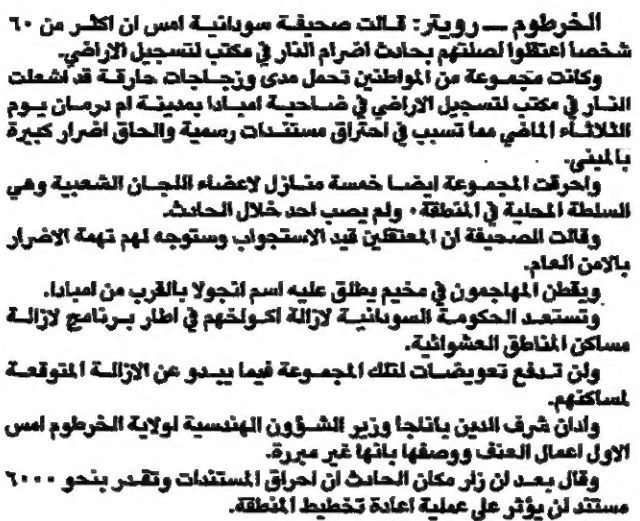 الخرطوم — رويتر: قالت صحيفة سودانية امس ان اكثر من ٦٠
شخصا اعتقلوا لصلتهم بحادث اضرام النار في مكتب لتسجيل الاراضي.
وكانت مجموعة من المواطنين تحمل مدى وزجاجات حارقة قد اشعلت
النار في مكتب لتسجيل الاراضي في ضاحية امبادا بمدينة ام درمان يوم
الثلاثاء الماضي مما تسبب في احتراق مستندات رسمية والحاق اضرار كبيرة
بالمبنى.
واحرقت المجموعة ايضا خمسة منازل لاعضاء اللجان الشعبية وهي
السلطة المحلية في المنطقة٠ ولم يصب احد خلال الحادث.
وقالت الصحيفة ان المعتقلين قيد الاستجواب وستوجه لهم تهمة الاضرار
بالامن العام.
ويقطن المهاجمون في مخيم يطلق عليه اسم انجولا بالقرب من امبادا.
وتستعد الحكومة السودانية لازالة اكواخهم في اطار برنامج لازالة
مساكن المناطق العشوائية.
ولن تدفع تعويضات لتلك المجموعة فيما يبدو عن الازالة المتوقعة
لمساكنهم.
وادان شرف الدين بانلجا وزير الشؤون الهندسية لولاية الخرطوم امس
الاول اعمال العنف ووصفها بانها غير مبررة.
وقال بعد ان زار مكان الحادث ان احراق المستندات وتقدر بنحو ٦٠٠٠
مستند لن يؤثر على عملية اعادة تخطيط المنطقة.